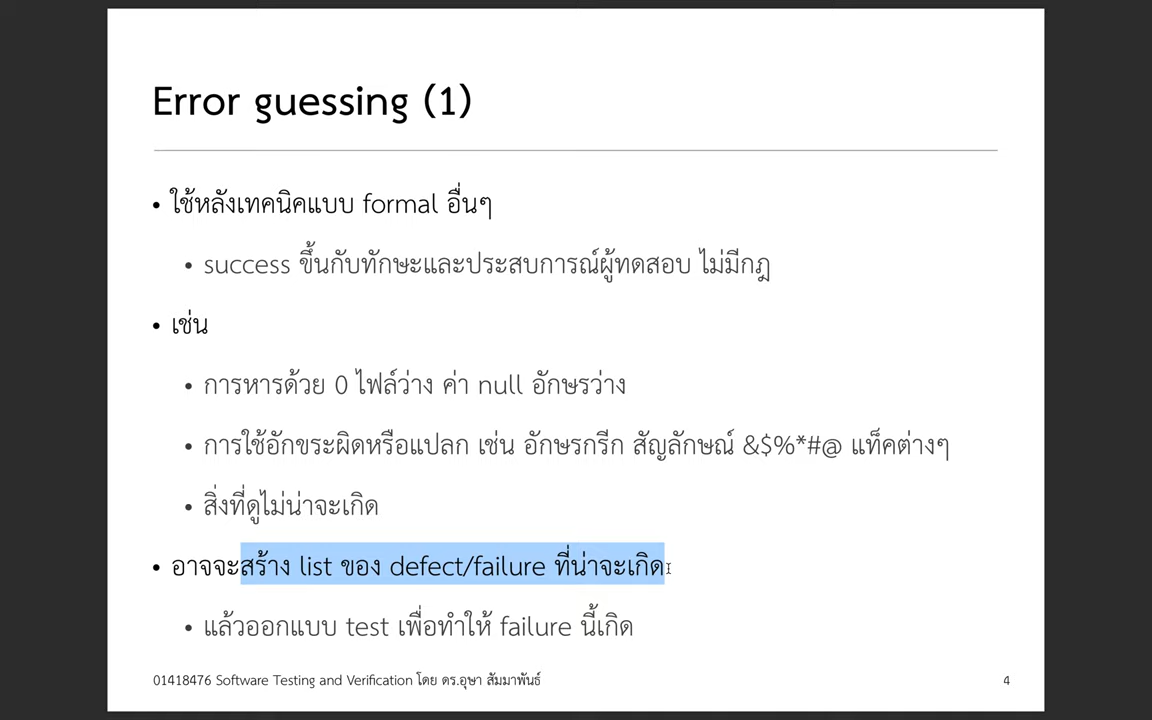 Error guessing (1)
• ใช้หลังเทคนิคแบบ formal อื่นๆ
• success ขึ้นกับทักษะและประสบการณ์ผู้ทดสอบ ไม่มีกฎ
• เช่น
• การหารด้วย 0 ไฟล์ว่าง ค่า null อักษรว่าง
• การใช้อักขระผิดหรือแปลก เช่น อักษรกรีก สัญลักษณ์ &$%*#@ แท็คต่างๆ
• สิ่งที่ดูไม่น่าจะเกิด
• อาจจะสร้าง list ของ defect/failure ที่น่าจะเกิด
• แล้วออกแบบ test เพื่อทำให้ failure นี้เกิด
01418476 Software Testing and Verification โดย ดร.อุษา สัมมาพันธ์ 4